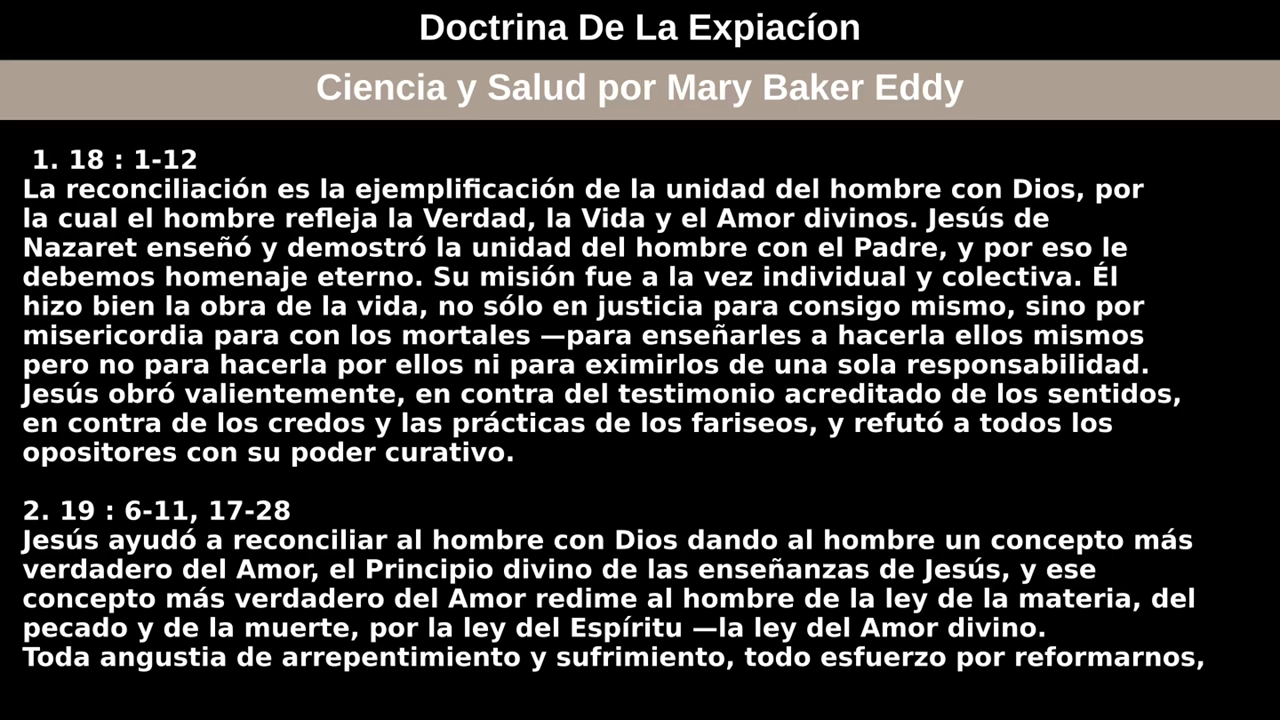 Doctrina De La Expiacíon
Ciencia y Salud por Mary Baker Eddy
1. 18 : 1-12
La reconciliación es la ejemplificación de la unidad del hombre con Dios, por
la cual el hombre refleja la Verdad, la Vida y el Amor divinos. Jesús de
Nazaret enseñó y demostró la unidad del hombre con el Padre, y por eso le
debemos homenaje eterno. Su misión fue a la vez individual y colectiva. Él
hizo bien la obra de la vida, no sólo en justicia para consigo mismo, sino por
misericordia para con los mortales —para enseñarles a hacerla ellos mismos
pero no para hacerla por ellos ni para eximirlos de una sola responsabilidad.
Jesús obró valientemente, en contra del testimonio acreditado de los sentidos,
en contra de los credos y las prácticas de los fariseos, y refutó a todos los
opositores con su poder curativo.
2. 19 : 6-11, 17-28
Jesús ayudó a reconciliar al hombre con Dios dando al hombre un concepto más
verdadero del Amor, el Principio divino de las enseñanzas de Jesús, y ese
concepto más verdadero del Amor redime al hombre de la ley de la materia, del
pecado y de la muerte, por la ley del Espíritu —la ley del Amor divino.
Toda angustia de arrepentimiento y sufrimiento, todo esfuerzo por reformarnos,